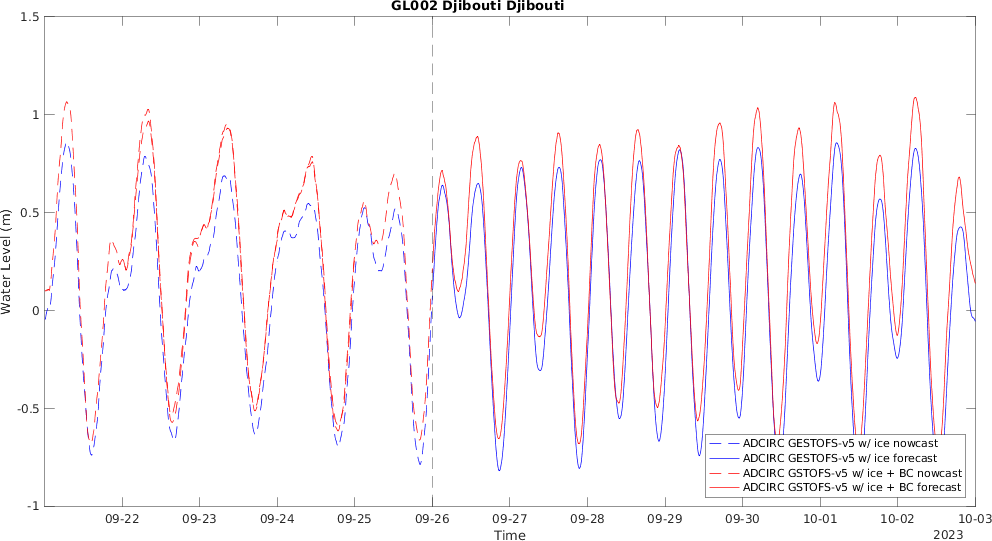 GL002 Djibouti Djibouti
1.5
1
0.5
0
-0.5
-1
Water Level (m)
09-22 09-23 09-24 09-25 09-26 09-27 09-28 09-29 09-30 10-01 10-02 10-03
Time
2023
ADCIRC GESTOFS-v5 w/ ice nowcast
ADCIRC GESTOFS-v5 w/ ice forecast
ADCIRC GSTOFS-v5 w/ ice + BC nowcast
ADCIRC GSTOFS-v5 w/ ice + BC forecast